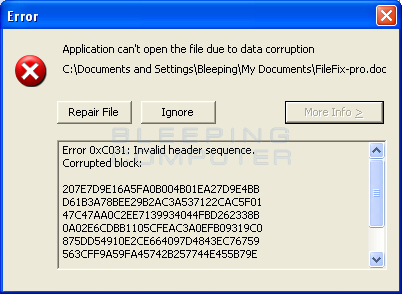 Error
Application can't open the file due to data corruption
C:\Documents and Settings\Bleeping\My Documents\FileFix-pro.doc
Repair File
Ignore
More Info >
BLEEPING
COMPUTER
Error 0xC031: Invalid header sequence.
Corrupted block:
207E7D9E16A5FA0B004B01EA27D9E4BB
D61B3A78BEE29B2AC3A537122CAC5F01
47C47AA0C2EE7139934044FBD262338B
0A02E6CDBB1105CFEAC3A0EFB09319C0
875DD54910E2CE664097D4843EC76759
563CFF9A59FA45742B257744E455B79E